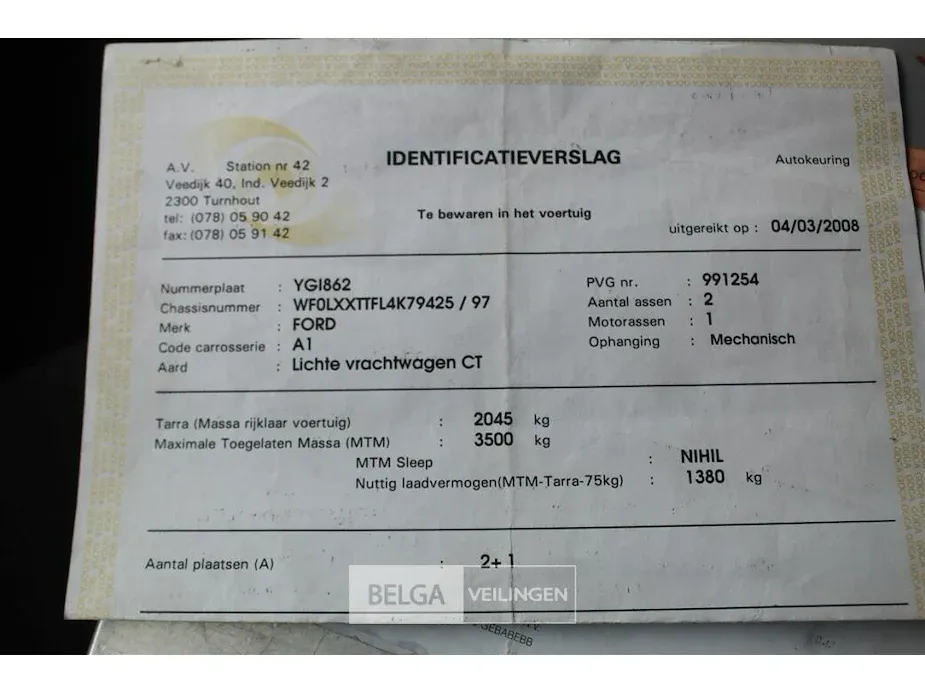 IDENTIFICATIEVERSLAG
Autokeuring
A.V. Station nr 42
Veedijk 40, Ind. Veedijk 2
2300 Turnhout
tel: (078) 05 90 42
fax: (078) 05 91 42
Te bewaren in het voertuig
uitgereikt op : 04/03/2008
Nummerplaat : YGI862
Chassisnummer : WF0LXXTTFL4K79425 / 97
Merk : FORD
Code carrosserie : A1
Aard : Lichte vrachtwagen CT
PVG nr. : 991254
Aantal assen : 2
Motorassen : 1
Ophanging : Mechanisch
Tarra (Massa rijklaar voertuig) : 2045 kg
Maximale Toegelaten Massa (MTM) : 3500 kg
MTM Sleep : NIHIL
Nuttig laadvermogen(MTM-Tarra-75kg) : 1380 kg
Aantal plaatsen (A) : 2+ 1
BELGA VEILINGEN
GEBABEBB